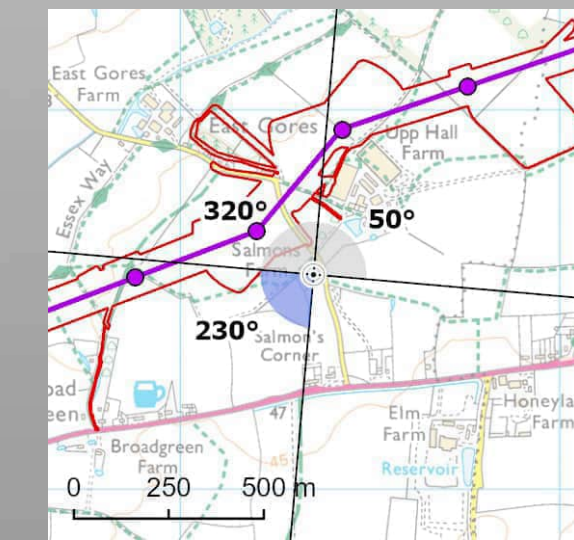 East Gores
Farm
East Gores
Upp Hall
Farm
Essex Way
320°
50°
Salmons
230°
Salmon's
Corner
47
Elm
Farm
Honeyla
Farm
Broadgreen
Farm
45
Reservoir
0 250 500 m